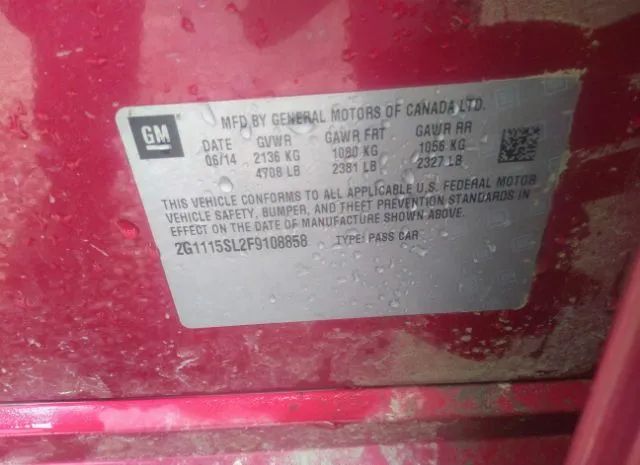 MFD BY GENERAL MOTORS OF CANADA LTD.
GM
DATE GVWR GAWR FRT GAWR RR
06/14 2136 KG 1080 KG 1056 KG
4708 LB 2381 LB 2327 LB
THIS VEHICLE CONFORMS TO ALL APPLICABLE U.S. FEDERAL MOTOR
VEHICLE SAFETY, BUMPER, AND THEFT PREVENTION STANDARDS IN
EFFECT ON THE DATE OF MANUFACTURE SHOWN ABOVE.
2G1115SL2F9108858 TYPE: PASS CAR